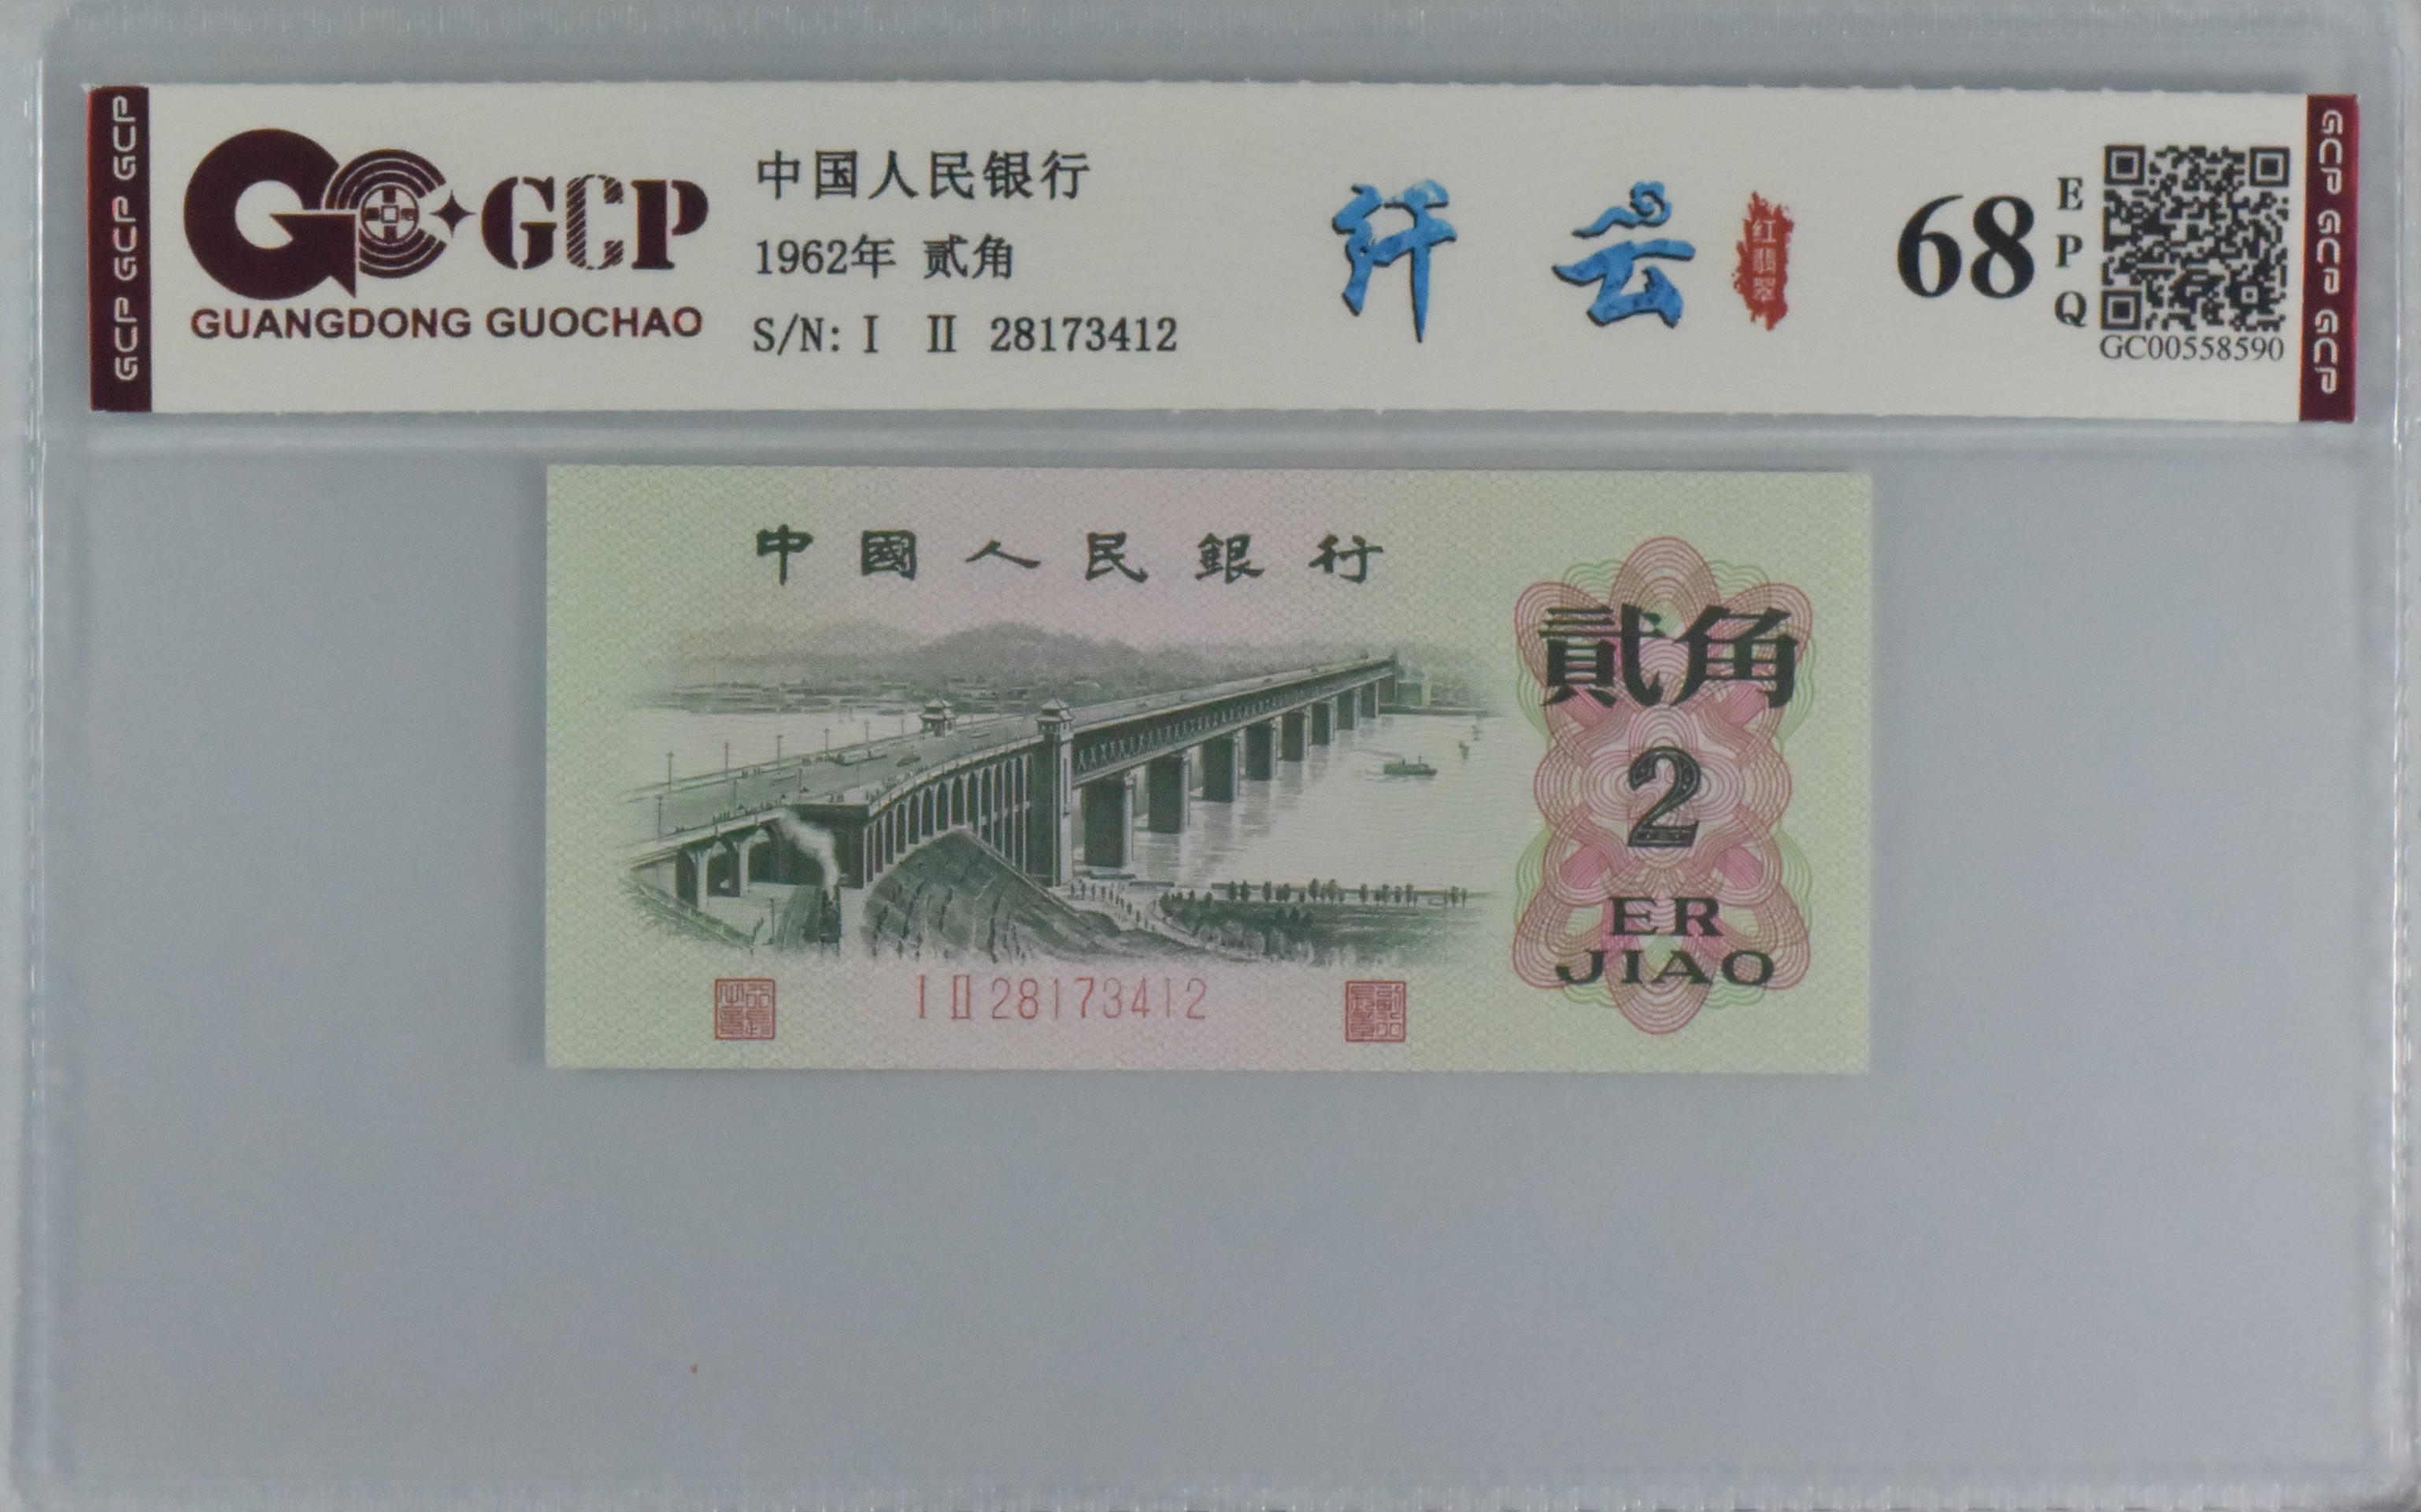 GCP GCP GCP
GCP
GUANGDONG GUOCHAO
中国人民银行
1962年 贰角
S/N: I II 28173412
纤云
红翡翠
68
EPQ
GC00558590
GCP GCP GCP
中國人民銀行
貳角
2
ER
JIAO
I II 28173412